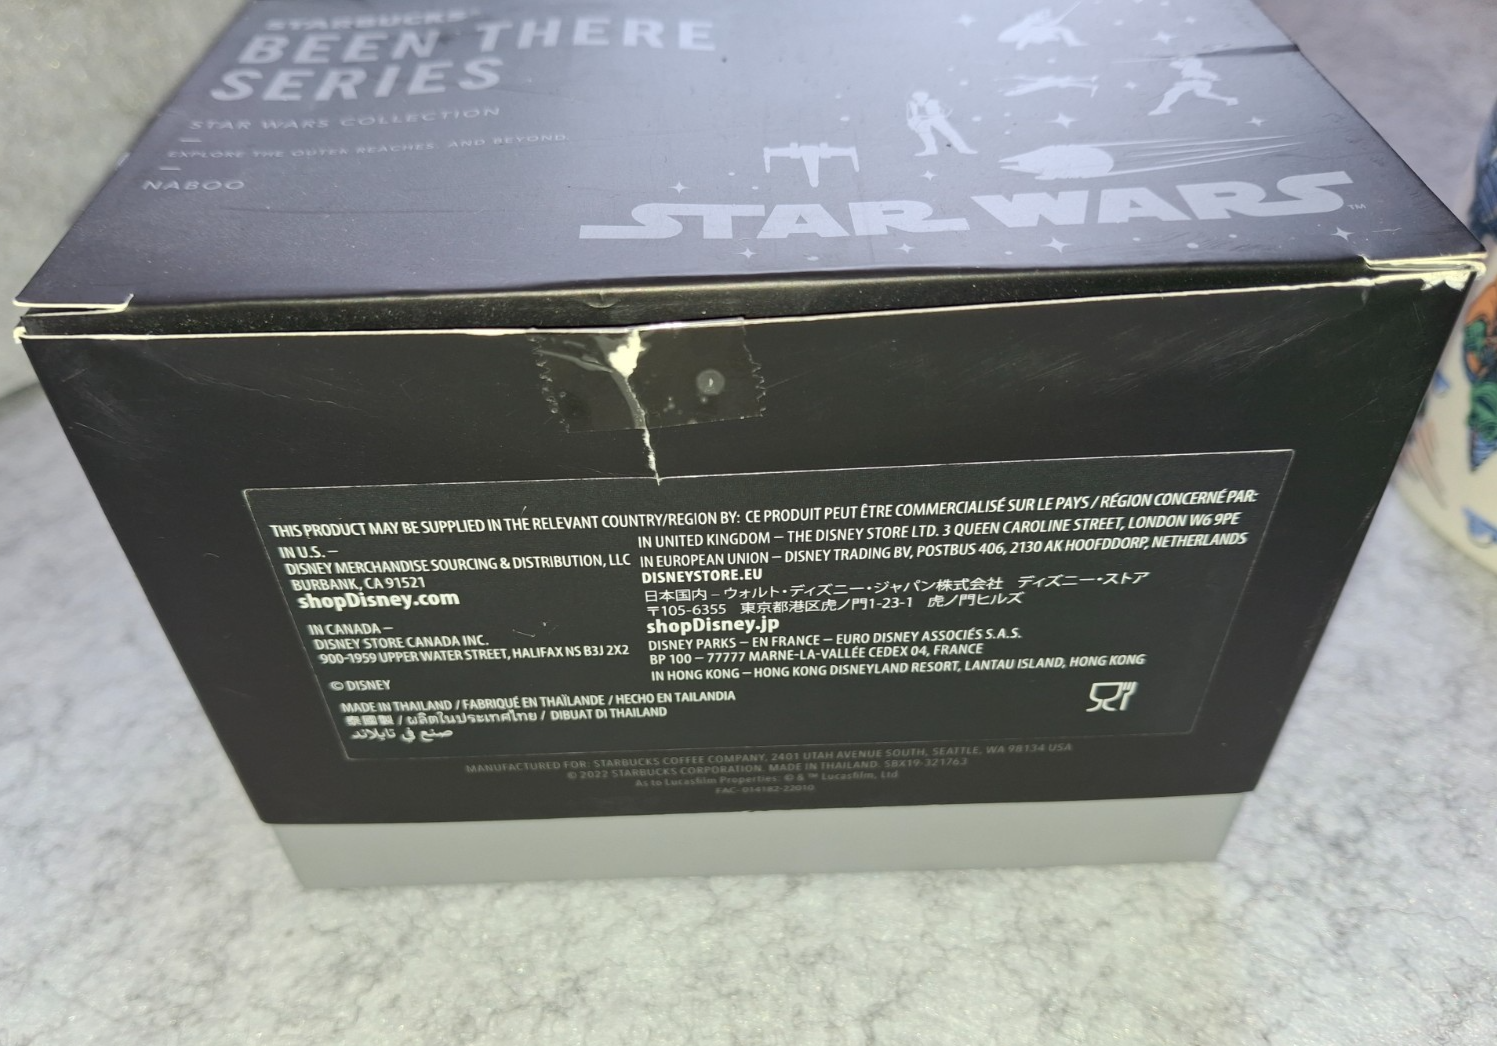 STARBUCKS®
BEEN THERE
SERIES
STAR WARS COLLECTION
EXPLORE THE OUTER REACHES, AND BEYOND.
NABOO
STAR WARS™
THIS PRODUCT MAY BE SUPPLIED IN THE RELEVANT COUNTRY/REGION BY: CE PRODUIT PEUT ÊTRE COMMERCIALISÉ SUR LE PAYS / RÉGION CONCERNÉ PAR:
IN U.S. –
DISNEY MERCHANDISE SOURCING & DISTRIBUTION, LLC
BURBANK, CA 91521
shopDisney.com
IN CANADA –
DISNEY STORE CANADA INC.
900-1959 UPPER WATER STREET, HALIFAX NS B3J 2X2
© DISNEY
MADE IN THAILAND / FABRIQUÉ EN THAÏLANDE / HECHO EN TAILANDIA
泰國製 / ผลิตในประเทศไทย / DIBUAT DI THAILAND
صنع في تايلاند
IN UNITED KINGDOM – THE DISNEY STORE LTD. 3 QUEEN CAROLINE STREET, LONDON W6 9PE
IN EUROPEAN UNION – DISNEY TRADING BV, POSTBUS 406, 2130 AK HOOFDDORP, NETHERLANDS
DISNEYSTORE.EU
日本国内 – ウォルト・ディズニー・ジャパン株式会社 ディズニー・ストア
〒105-6355 東京都港区虎ノ門1-23-1 虎ノ門ヒルズ
shopDisney.jp
DISNEY PARKS – EN FRANCE – EURO DISNEY ASSOCIÉS S.A.S.
BP 100 – 77777 MARNE-LA-VALLÉE CEDEX 04, FRANCE
IN HONG KONG – HONG KONG DISNEYLAND RESORT, LANTAU ISLAND, HONG KONG
MANUFACTURED FOR: STARBUCKS COFFEE COMPANY, 2401 UTAH AVENUE SOUTH, SEATTLE, WA 98134 USA
© 2022 STARBUCKS CORPORATION. MADE IN THAILAND. SBX19-321763
As to Lucasfilm Properties: © & ™ Lucasfilm, Ltd
FAC- 014182-22010